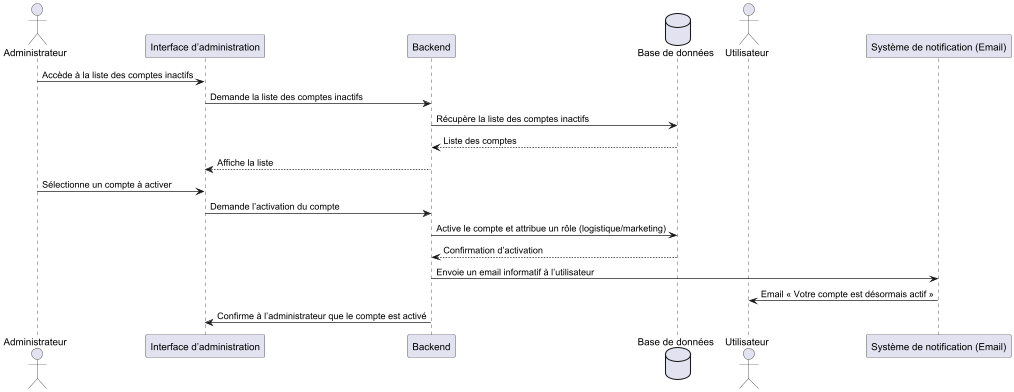 Administrateur
Interface d'administration
Backend
Base de données
Utilisateur
Système de notification (Email)
Accède à la liste des comptes inactifs
Demande la liste des comptes inactifs
Récupère la liste des comptes inactifs
Liste des comptes
Affiche la liste
Sélectionne un compte à activer
Demande l'activation du compte
Active le compte et attribue un rôle (logistique/marketing)
Confirmation d'activation
Envoie un email informatif à l'utilisateur
Email « Votre compte est désormais actif »
Confirme à l'administrateur que le compte est activé
Administrateur
Interface d'administration
Backend
Base de données
Utilisateur
Système de notification (Email)